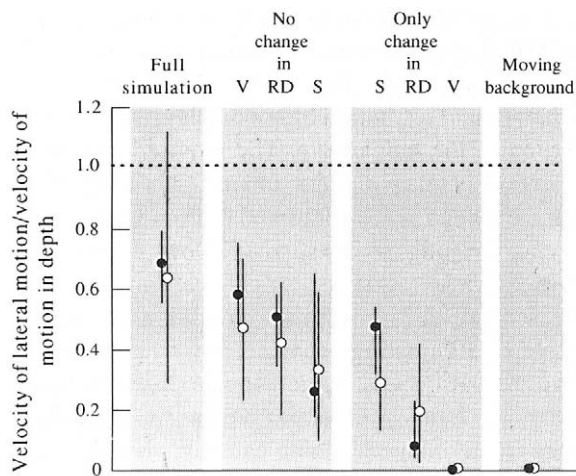 No
change
in
Only
change
in
Full
simulation
V RD S
S RD V
Moving
background
Velocity of lateral motion/velocity of
motion in depth
1.2
1.0
0.8
0.6
0.4
0.2
0